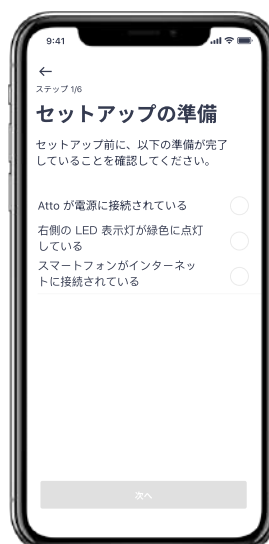 9:41
ステップ 1/6
セットアップの準備
セットアップ前に、以下の準備が完了
していることを確認してください。
Atto が電源に接続されている
右側の LED 表示灯が緑色に点灯
している
スマートフォンがインターネッ
トに接続されている
次へ